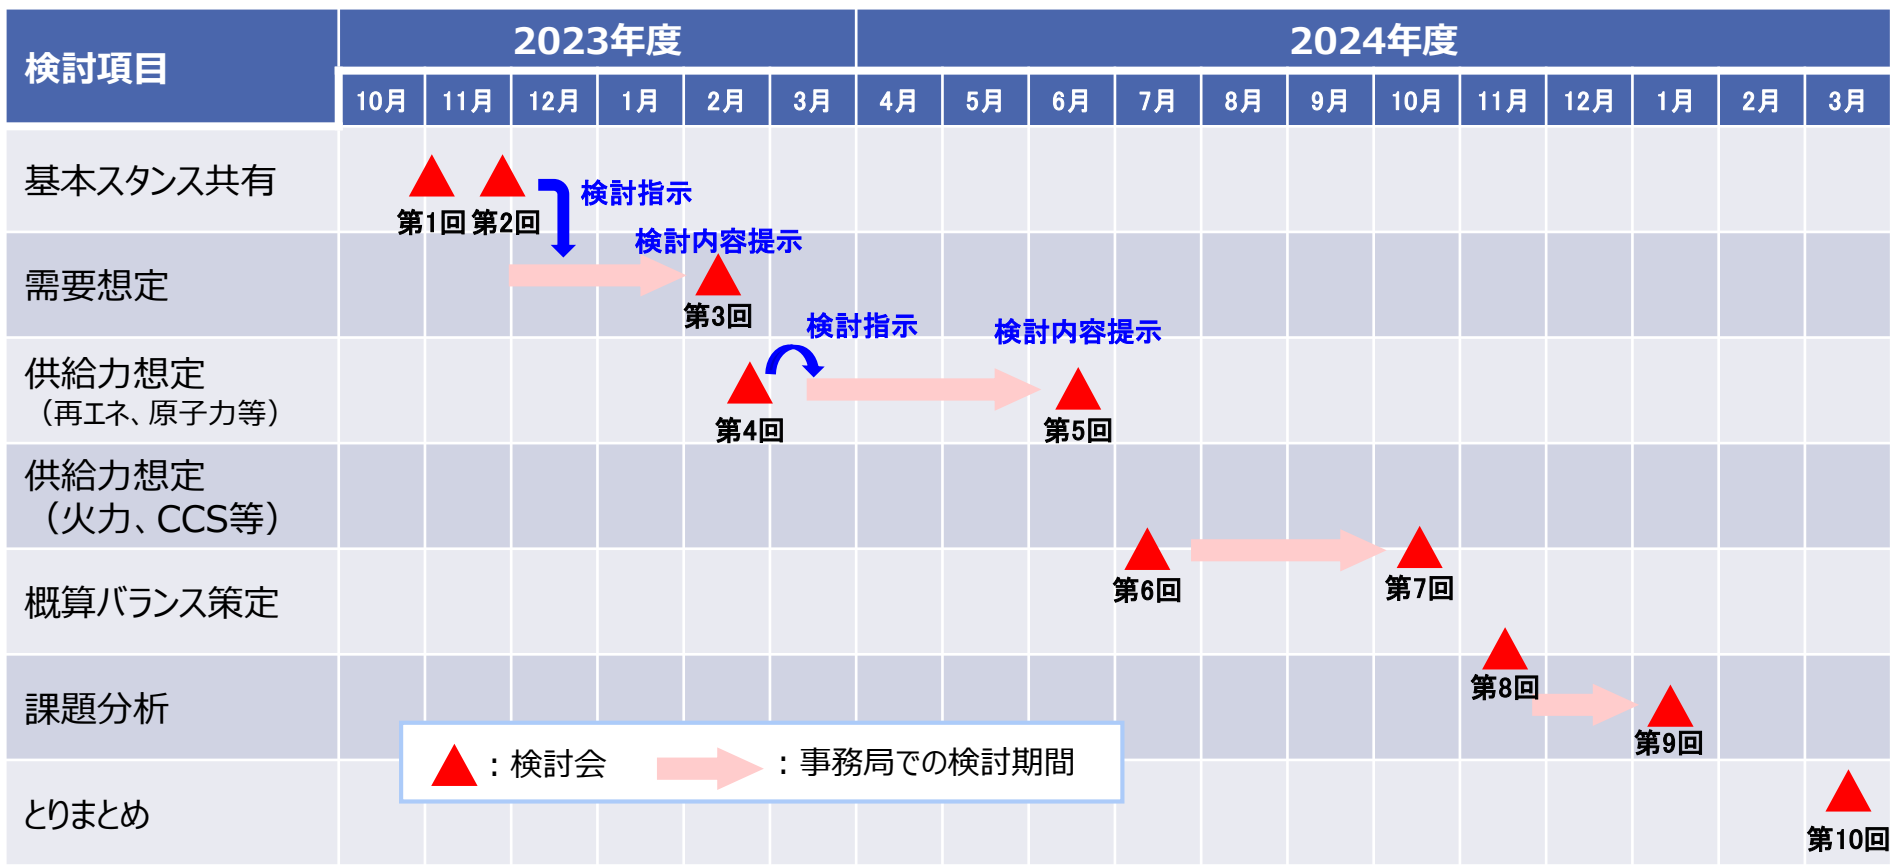 検討項目
2023年度
2024年度
10月 11月 12月 1月 2月 3月 4月 5月 6月 7月 8月 9月 10月 11月 12月 1月 2月 3月
基本スタンス共有
第1回 第2回
検討指示
需要想定
検討内容提示
第3回
供給力想定
（再エネ、原子力等）
検討指示
検討内容提示
第4回
第5回
供給力想定
（火力、CCS等）
第6回
第7回
概算バランス策定
課題分析
第8回
第9回
：検討会
：事務局での検討期間
とりまとめ
第10回